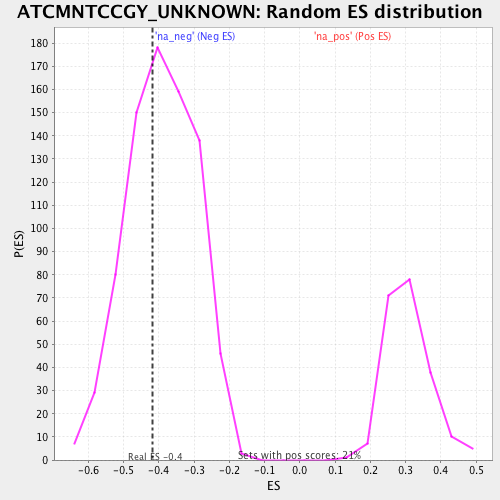 ATCMNTCCGY_UNKNOWN: Random ES distribution
'na_neg' (Neg ES)
'na_pos' (Pos ES)
180
170
160
150
140
130
120
110
100
90
80
70
60
50
40
30
20
10
0
P(ES)
Real ES -0.4
Sets with pos scores: 21%
-0.6 -0.5 -0.4 -0.3 -0.2 -0.1 0.0 0.1 0.2 0.3 0.4 0.5
ES